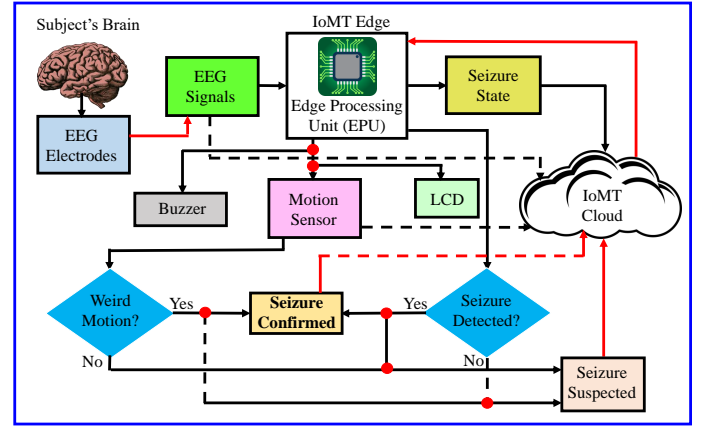 Subject's Brain
IoMT Edge
EEG
Signals
Edge Processing
Unit (EPU)
Seizure
State
EEG
Electrodes
IoMT
Cloud
Buzzer
Motion
Sensor
LCD
Weird
Motion?
Yes
Seizure
Confirmed
Yes
Seizure
Detected?
No
No
Seizure
Suspected